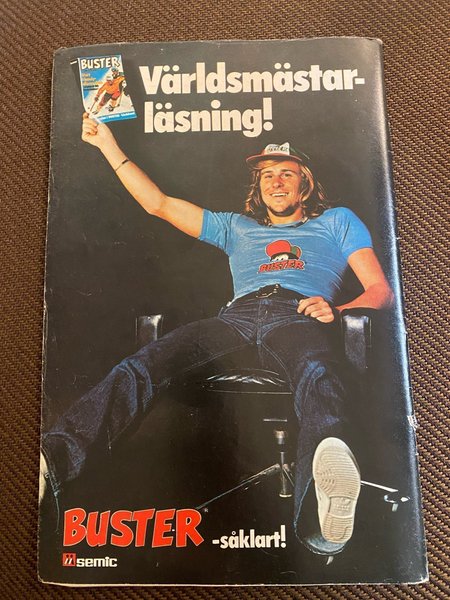 BUSTER
Världsmästar-
läsning!
BUSTER
BUSTER
-såklart!
semic